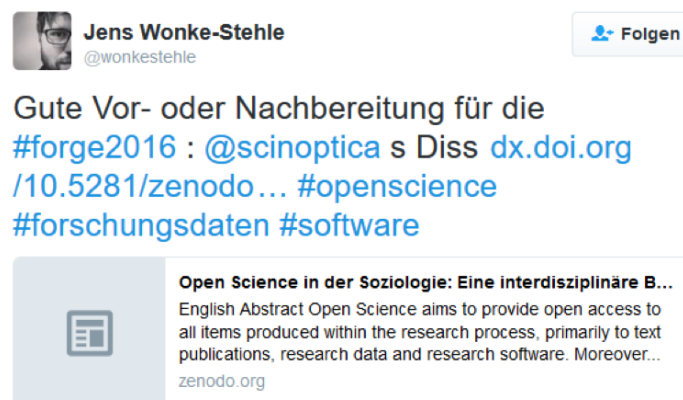 Jens Wonke-Stehle
Folgen
@wonkestehle
Gute Vor- oder Nachbereitung für die
#forge2016 : @scinoptica s Diss dx.doi.org
/10.5281/zenodo… #openscience
#forschungsdaten #software
Open Science in der Soziologie: Eine interdisziplinäre B...
English Abstract Open Science aims to provide open access to
all items produced within the research process, primarily to text
publications, research data and research software. Moreover...
zenodo.org